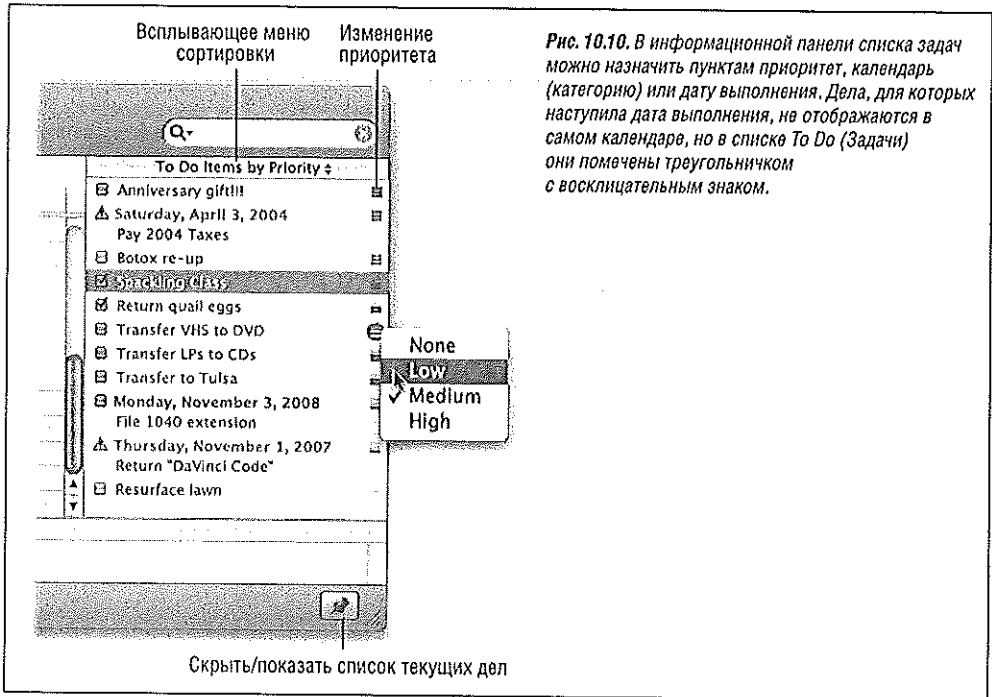 Всплывающее меню
сортировки
Изменение
приоритета
Рис. 10.10. В информационной панели списка задач
можно назначить пунктам приоритет, календарь
(категорию) или дату выполнения. Дела, для которых
наступила дата выполнения, не отображаются в
самом календаре, но в списке To Do (Задачи)
они помечены треугольничком
с восклицательным знаком.
To Do Items by Priority
Anniversary gift!!!
Saturday, April 3, 2004
Pay 2004 Taxes
Botox re-up
Spackling Class
Return quail eggs
Transfer VHS to DVD
Transfer LPs to CDs
Transfer to Tulsa
Monday, November 3, 2008
File 1040 extension
Thursday, November 1, 2007
Return "DaVinci Code"
Resurface lawn
None
Low
Medium
High
Скрыть/показать список текущих дел